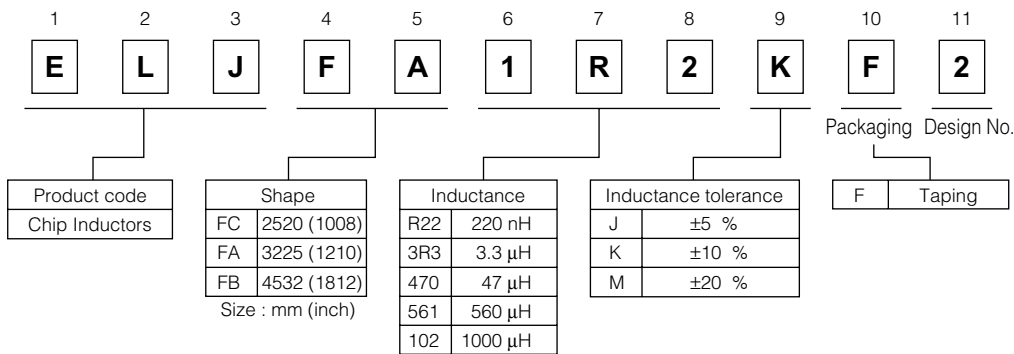 1 2 3 4 5 6 7 8 9 10 11
E L J F A 1 R 2 K F 2
Packaging Design No.
Product code
Chip Inductors
Shape
FC 2520 (1008)
FA 3225 (1210)
FB 4532 (1812)
Size : mm (inch)
Inductance
R22 220 nH
3R3 3.3 μH
470 47 μH
561 560 μH
102 1000 μH
Inductance tolerance
J ±5 %
K ±10 %
M ±20 %
F Taping